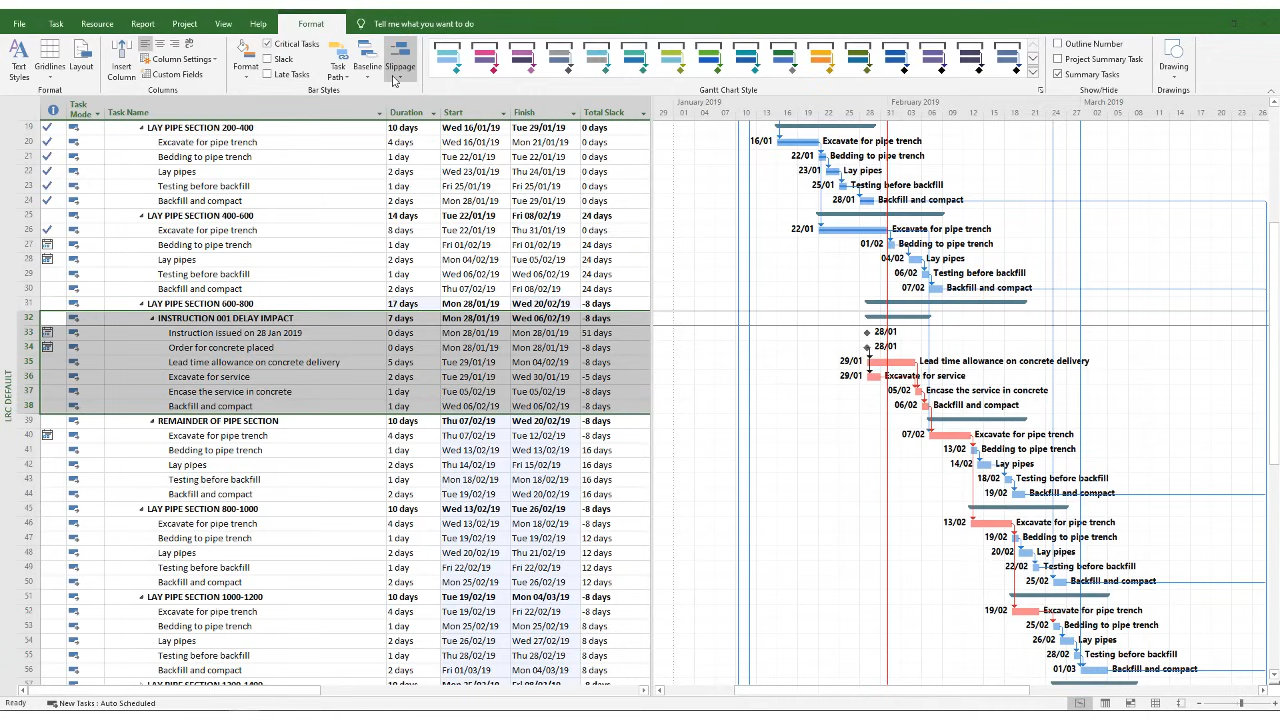 File Task Resource Report Project View Help Format Tell me what you want to do
Text Styles Gridlines Layout Insert Column Column Settings Custom Fields Format Critical Tasks Slack Late Tasks Task Path Baseline Slippage Outline Number Project Summary Task Summary Tasks Drawing
Format Columns Bar Styles Gantt Chart Style Show/Hide Drawings
Task Mode Task Name Duration Start Finish Total Slack January 2019 February 2019 March 2019
29 01 04 07 10 13 16 19 22 25 28 31 03 06 09 12 15 18 21 24 27 02 05 08 11 14 17 20 23 26
19 LAY PIPE SECTION 200-400 10 days Wed 16/01/19 Tue 29/01/19 0 days
20 Excavate for pipe trench 4 days Wed 16/01/19 Mon 21/01/19 0 days 16/01 Excavate for pipe trench
21 Bedding to pipe trench 1 day Tue 22/01/19 Tue 22/01/19 0 days 22/01 Bedding to pipe trench
22 Lay pipes 2 days Wed 23/01/19 Thu 24/01/19 0 days 23/01 Lay pipes
23 Testing before backfill 1 day Fri 25/01/19 Fri 25/01/19 0 days 25/01 Testing before backfill
24 Backfill and compact 2 days Mon 28/01/19 Tue 29/01/19 0 days 28/01 Backfill and compact
25 LAY PIPE SECTION 400-600 14 days Tue 22/01/19 Fri 08/02/19 24 days
26 Excavate for pipe trench 8 days Tue 22/01/19 Thu 31/01/19 0 days 22/01 Excavate for pipe trench
27 Bedding to pipe trench 1 day Fri 01/02/19 Fri 01/02/19 24 days 01/02 Bedding to pipe trench
28 Lay pipes 2 days Mon 04/02/19 Tue 05/02/19 24 days 04/02 Lay pipes
29 Testing before backfill 1 day Wed 06/02/19 Wed 06/02/19 24 days 06/02 Testing before backfill
30 Backfill and compact 2 days Thu 07/02/19 Fri 08/02/19 24 days 07/02 Backfill and compact
31 LAY PIPE SECTION 600-800 17 days Mon 28/01/19 Wed 20/02/19 -8 days
32 INSTRUCTION 001 DELAY IMPACT 7 days Mon 28/01/19 Wed 06/02/19 -8 days
33 Instruction issued on 28 Jan 2019 0 days Mon 28/01/19 Mon 28/01/19 51 days 28/01
34 Order for concrete placed 0 days Mon 28/01/19 Mon 28/01/19 -8 days 28/01
35 Lead time allowance on concrete delivery 5 days Tue 29/01/19 Mon 04/02/19 -8 days 29/01 Lead time allowance on concrete delivery
36 Excavate for service 2 days Tue 29/01/19 Wed 30/01/19 -5 days 29/01 Excavate for service
37 Encase the service in concrete 1 day Tue 05/02/19 Tue 05/02/19 -8 days 05/02 Encase the service in concrete
38 Backfill and compact 1 day Wed 06/02/19 Wed 06/02/19 -8 days 06/02 Backfill and compact
39 REMAINDER OF PIPE SECTION 10 days Thu 07/02/19 Wed 20/02/19 -8 days
40 Excavate for pipe trench 4 days Thu 07/02/19 Tue 12/02/19 -8 days 07/02 Excavate for pipe trench
41 Bedding to pipe trench 1 day Wed 13/02/19 Wed 13/02/19 16 days 13/02 Bedding to pipe trench
42 Lay pipes 2 days Thu 14/02/19 Fri 15/02/19 16 days 14/02 Lay pipes
43 Testing before backfill 1 day Mon 18/02/19 Mon 18/02/19 16 days 18/02 Testing before backfill
44 Backfill and compact 2 days Tue 19/02/19 Wed 20/02/19 16 days 19/02 Backfill and compact
45 LAY PIPE SECTION 800-1000 10 days Wed 13/02/19 Tue 26/02/19 -8 days
46 Excavate for pipe trench 4 days Wed 13/02/19 Mon 18/02/19 -8 days 13/02 Excavate for pipe trench
47 Bedding to pipe trench 1 day Tue 19/02/19 Tue 19/02/19 12 days 19/02 Bedding to pipe trench
48 Lay pipes 2 days Wed 20/02/19 Thu 21/02/19 12 days 20/02 Lay pipes
49 Testing before backfill 1 day Fri 22/02/19 Fri 22/02/19 12 days 22/02 Testing before backfill
50 Backfill and compact 2 days Mon 25/02/19 Tue 26/02/19 12 days 25/02 Backfill and compact
51 LAY PIPE SECTION 1000-1200 10 days Tue 19/02/19 Mon 04/03/19 -8 days
52 Excavate for pipe trench 4 days Tue 19/02/19 Fri 22/02/19 -8 days 19/02 Excavate for pipe trench
53 Bedding to pipe trench 1 day Mon 25/02/19 Mon 25/02/19 -8 days 25/02 Bedding to pipe trench
54 Lay pipes 2 days Tue 26/02/19 Wed 27/02/19 -8 days 26/02 Lay pipes
55 Testing before backfill 1 day Thu 28/02/19 Thu 28/02/19 -8 days 28/02 Testing before backfill
56 Backfill and compact 2 days Fri 01/03/19 Mon 04/03/19 -8 days 01/03 Backfill and compact
LAY PIPE SECTION 1200-1400
LRC DEFAULT
Ready New Tasks : Auto Scheduled